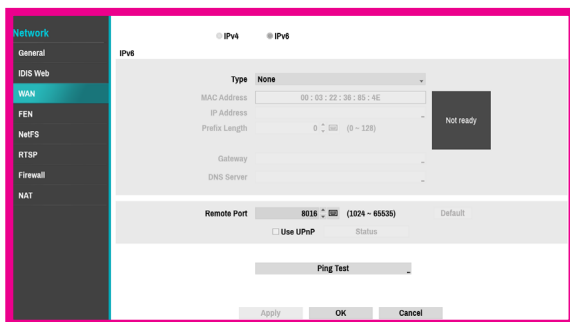 Network
IPv4 IPv6
General
IPv6
IDIS Web
Type None
WAN
MAC Address 00 : 03 : 22 : 36 : 85 : 4E
FEN
IP Address
Not ready
Prefix Length 0 (0 ~ 128)
NetFS
RTSP
Gateway
Firewall
DNS Server
NAT
Remote Port 8016 (1024 ~ 65535) Default
Use UPnP Status
Ping Test
Apply OK Cancel